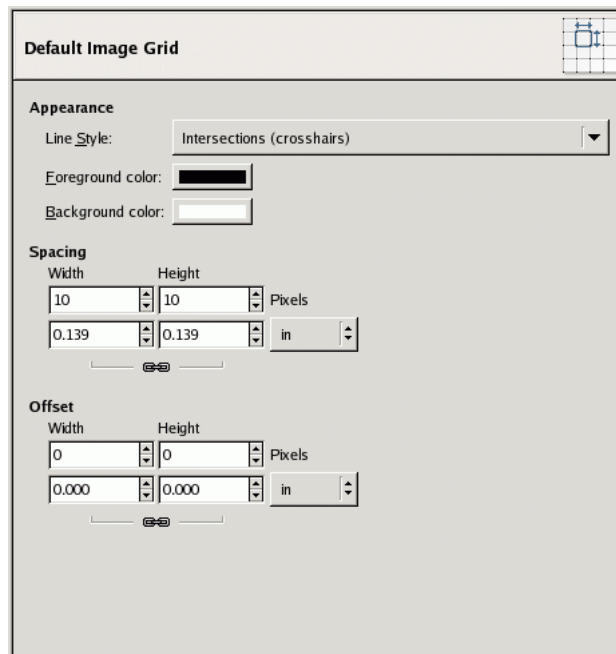 Default Image Grid
Appearance
Line Style: Intersections (crosshairs)
Foreground color:
Background color:
Spacing
Width Height
10 10 Pixels
0.139 0.139 in
Offset
Width Height
0 0 Pixels
0.000 0.000 in